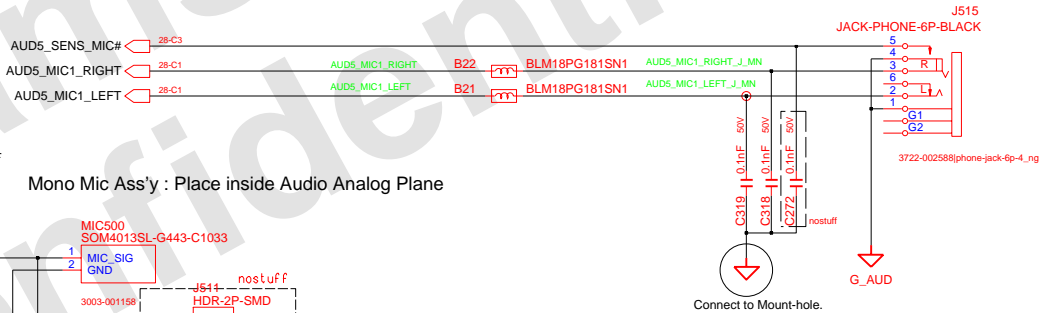 J515
JACK-PHONE-6P-BLACK
AUD5_SENS_MIC# 28-C3 5
4
AUD5_MIC1_RIGHT 28-C1 AUD5_MIC1_RIGHT B22 BLM18PG181SN1 AUD5_MIC1_RIGHT_J_MN 3 R
6
AUD5_MIC1_LEFT 28-C1 AUD5_MIC1_LEFT B21 BLM18PG181SN1 AUD5_MIC1_LEFT_J_MN 2 L
1
G1
G2
3722-002588|phone-jack-6p-4_ng
C319 0.1nF 50V
C318 0.1nF 50V
C272 0.1nF 50V
nostuff
G_AUD
Connect to Mount-hole.
Mono Mic Ass'y : Place inside Audio Analog Plane
MIC500
SOM4013SL-G443-C1033
1 MIC_SIG
2 GND
3003-001158
nostuff
J511
HDR-2P-SMD